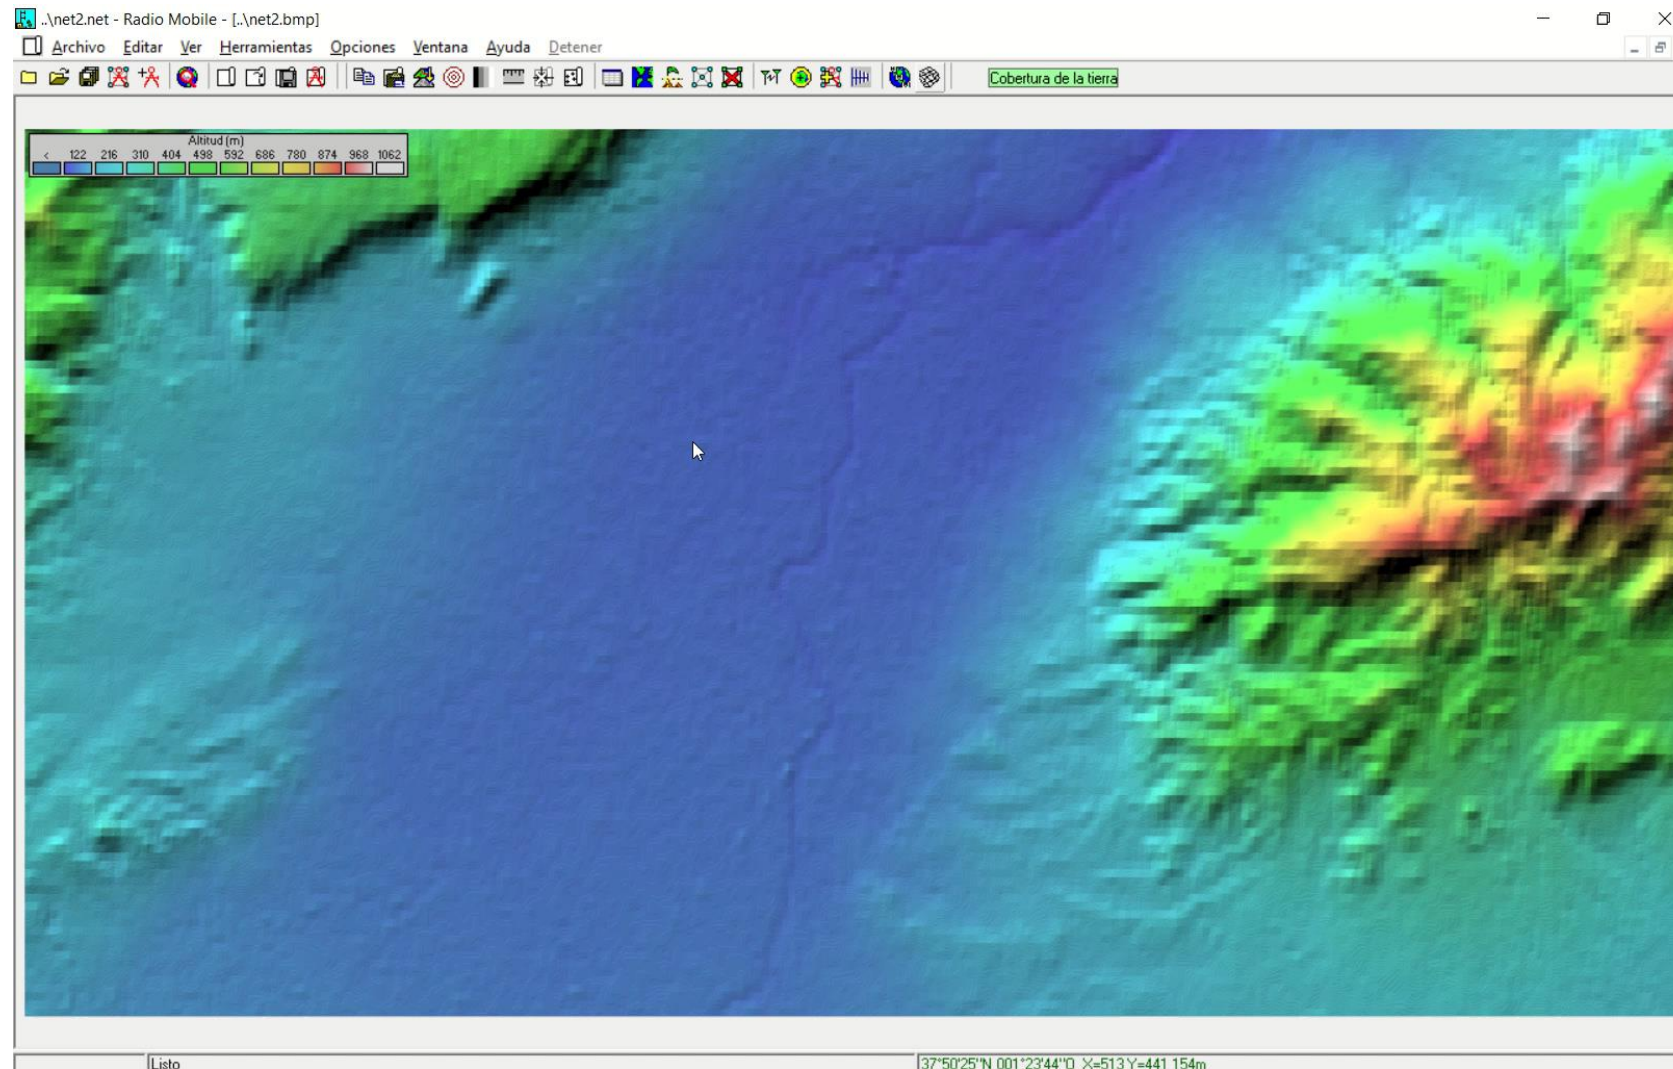 ..\net2.net - Radio Mobile - [..\net2.bmp]
Archivo Editar Ver Herramientas Opciones Ventana Ayuda Detener
Cobertura de la tierra
Altitud (m)
< 122 216 310 404 498 592 686 780 874 968 1062
Listo
37°50'25''N 001°23'44''O X=513 Y=441 154m